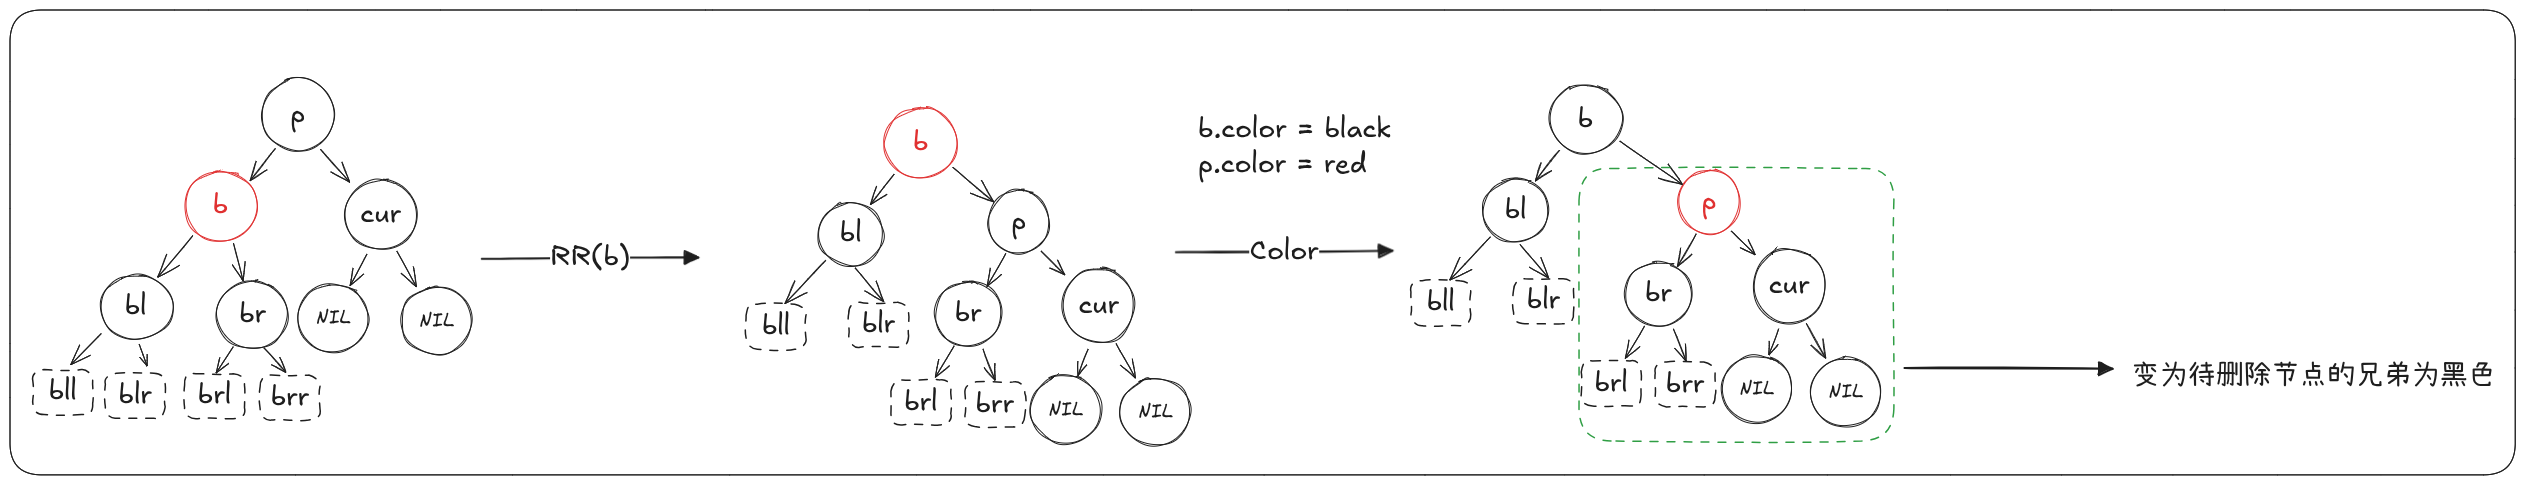 p
b
cur
bl
br
NIL
NIL
bll
blr
brl
brr
RR(b)
b
bl
p
bll
blr
br
cur
brl
brr
NIL
NIL
b.color = black
p.color = red
Color
b
bl
p
bll
blr
br
cur
brl
brr
NIL
NIL
变为待删除节点的兄弟为黑色